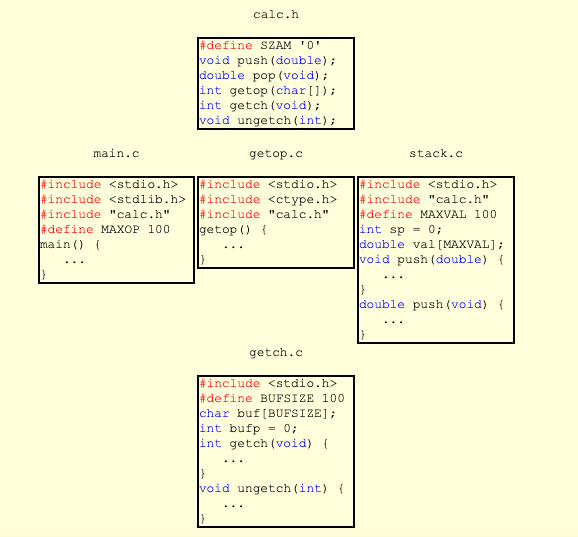 calc.h
#define SZAM '0'
void push(double);
double pop(void);
int getop(char[]);
int getch(void);
void ungetch(int);
main.c
#include <stdio.h>
#include <stdlib.h>
#include "calc.h"
#define MAXOP 100
main() {
...
}
getop.c
#include <stdio.h>
#include <ctype.h>
#include "calc.h"
getop() {
...
}
stack.c
#include <stdio.h>
#include "calc.h"
#define MAXVAL 100
int sp = 0;
double val[MAXVAL];
void push(double) {
...
}
double push(void) {
...
}
getch.c
#include <stdio.h>
#define BUFSIZE 100
char buf[BUFSIZE];
int bufp = 0;
int getch(void) {
...
}
void ungetch(int) {
...
}